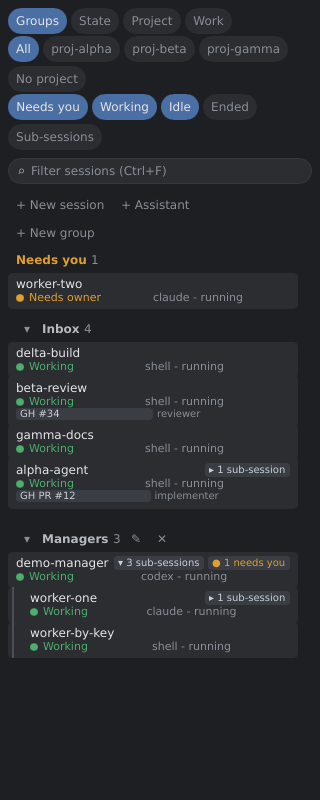 Groups State Project Work
All proj-alpha proj-beta proj-gamma
No project
Needs you Working Idle Ended
Sub-sessions
Filter sessions (Ctrl+F)
+ New session + Assistant
+ New group
Needs you 1
worker-two
Needs owner claude - running
▾ Inbox 4
delta-build
Working shell - running
beta-review
Working shell - running
GH #34 reviewer
gamma-docs
Working shell - running
alpha-agent ▸ 1 sub-session
Working shell - running
GH PR #12 implementer
▾ Managers 3 ✎ ✕
demo-manager ▾ 3 sub-sessions ● 1 needs you
Working codex - running
worker-one ▸ 1 sub-session
Working claude - running
worker-by-key
Working shell - running